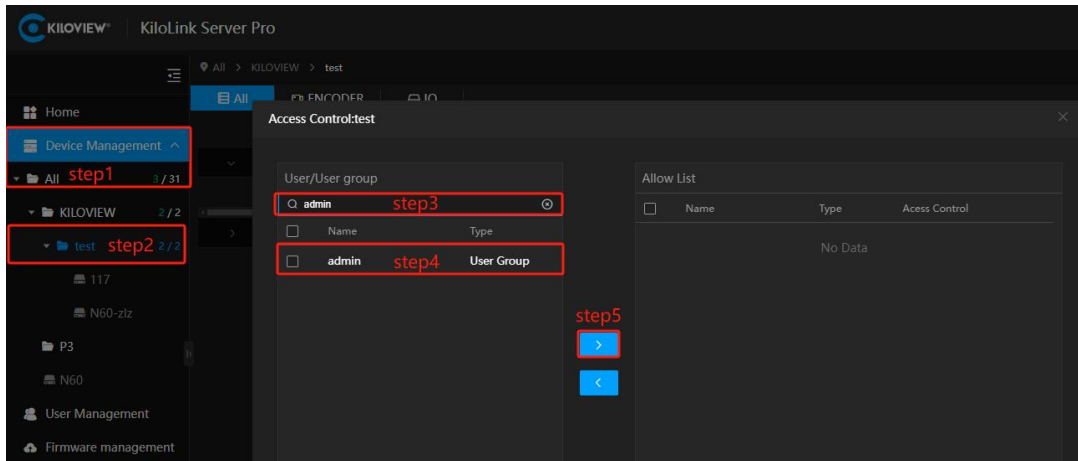 KILOVIEW® KiloLink Server Pro
All > KILOVIEW > test
All ENCODER IO
Home
Device Management
All step1 3 / 31
KILOVIEW 2 / 2
test step2 2 / 2
117
N60-zlz
P3
N60
User Management
Firmware management
Access Control:test
User/User group
admin step3
Name Type
admin step4 User Group
step5
>
<
Allow List
Name Type Acess Control
No Data